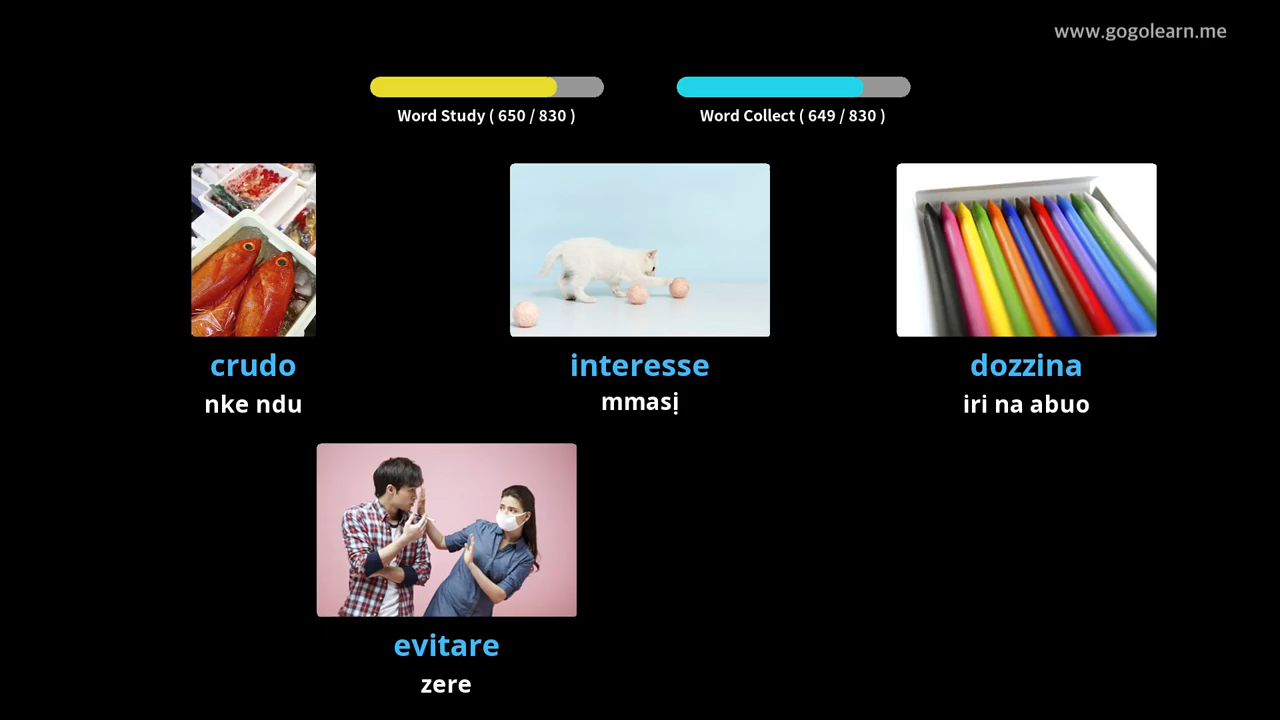 www.gogolearn.me
Word Study ( 650 / 830 )
Word Collect ( 649 / 830 )
crudo
nke ndu
interesse
mmasị
dozzina
iri na abuo
evitare
zere